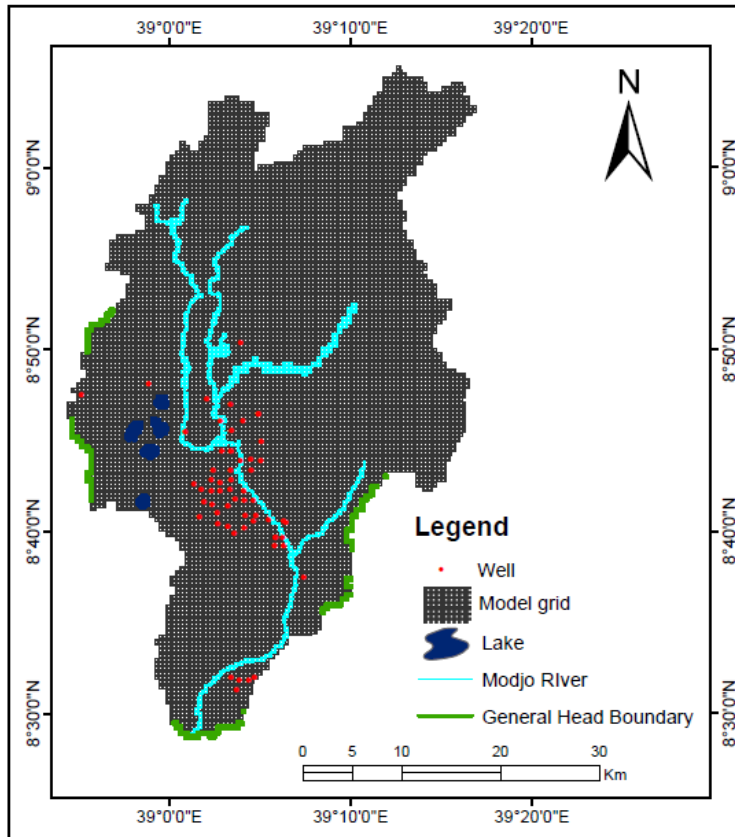 39°0'0"E 39°10'0"E 39°20'0"E
N
9°0'0"N 9°0'0"N
8°50'0"N 8°50'0"N
8°40'0"N 8°40'0"N
8°30'0"N 8°30'0"N
Legend
Well
Model grid
Lake
Modjo RIver
General Head Boundary
0 5 10 20 30
Km
39°0'0"E 39°10'0"E 39°20'0"E